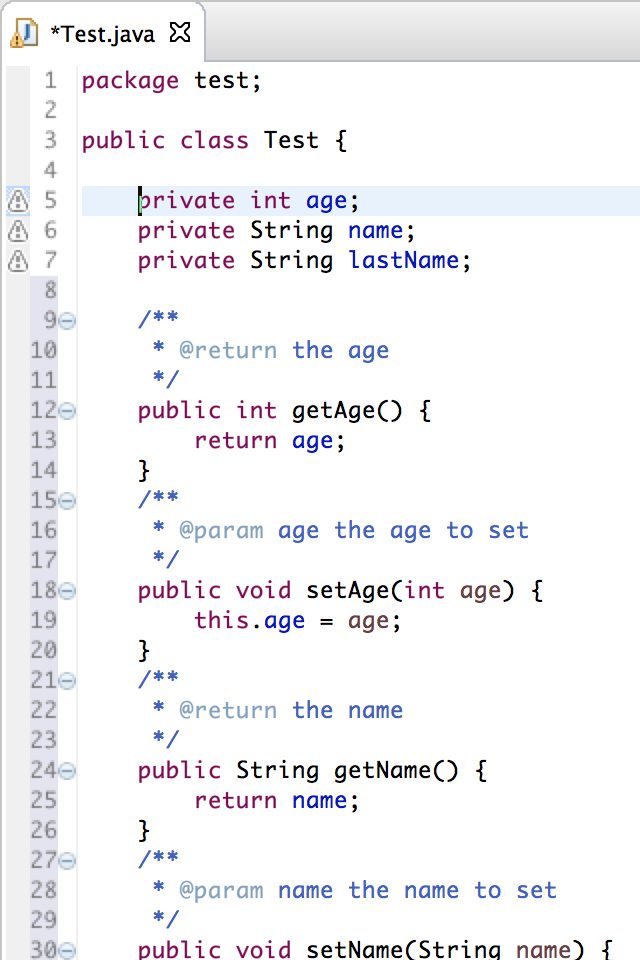 *Test.java
1 package test;
2
3 public class Test {
4
5 private int age;
6 private String name;
7 private String lastName;
8
9 /**
10 * @return the age
11 */
12 public int getAge() {
13 return age;
14 }
15 /**
16 * @param age the age to set
17 */
18 public void setAge(int age) {
19 this.age = age;
20 }
21 /**
22 * @return the name
23 */
24 public String getName() {
25 return name;
26 }
27 /**
28 * @param name the name to set
29 */
30 public void setName(String name) {